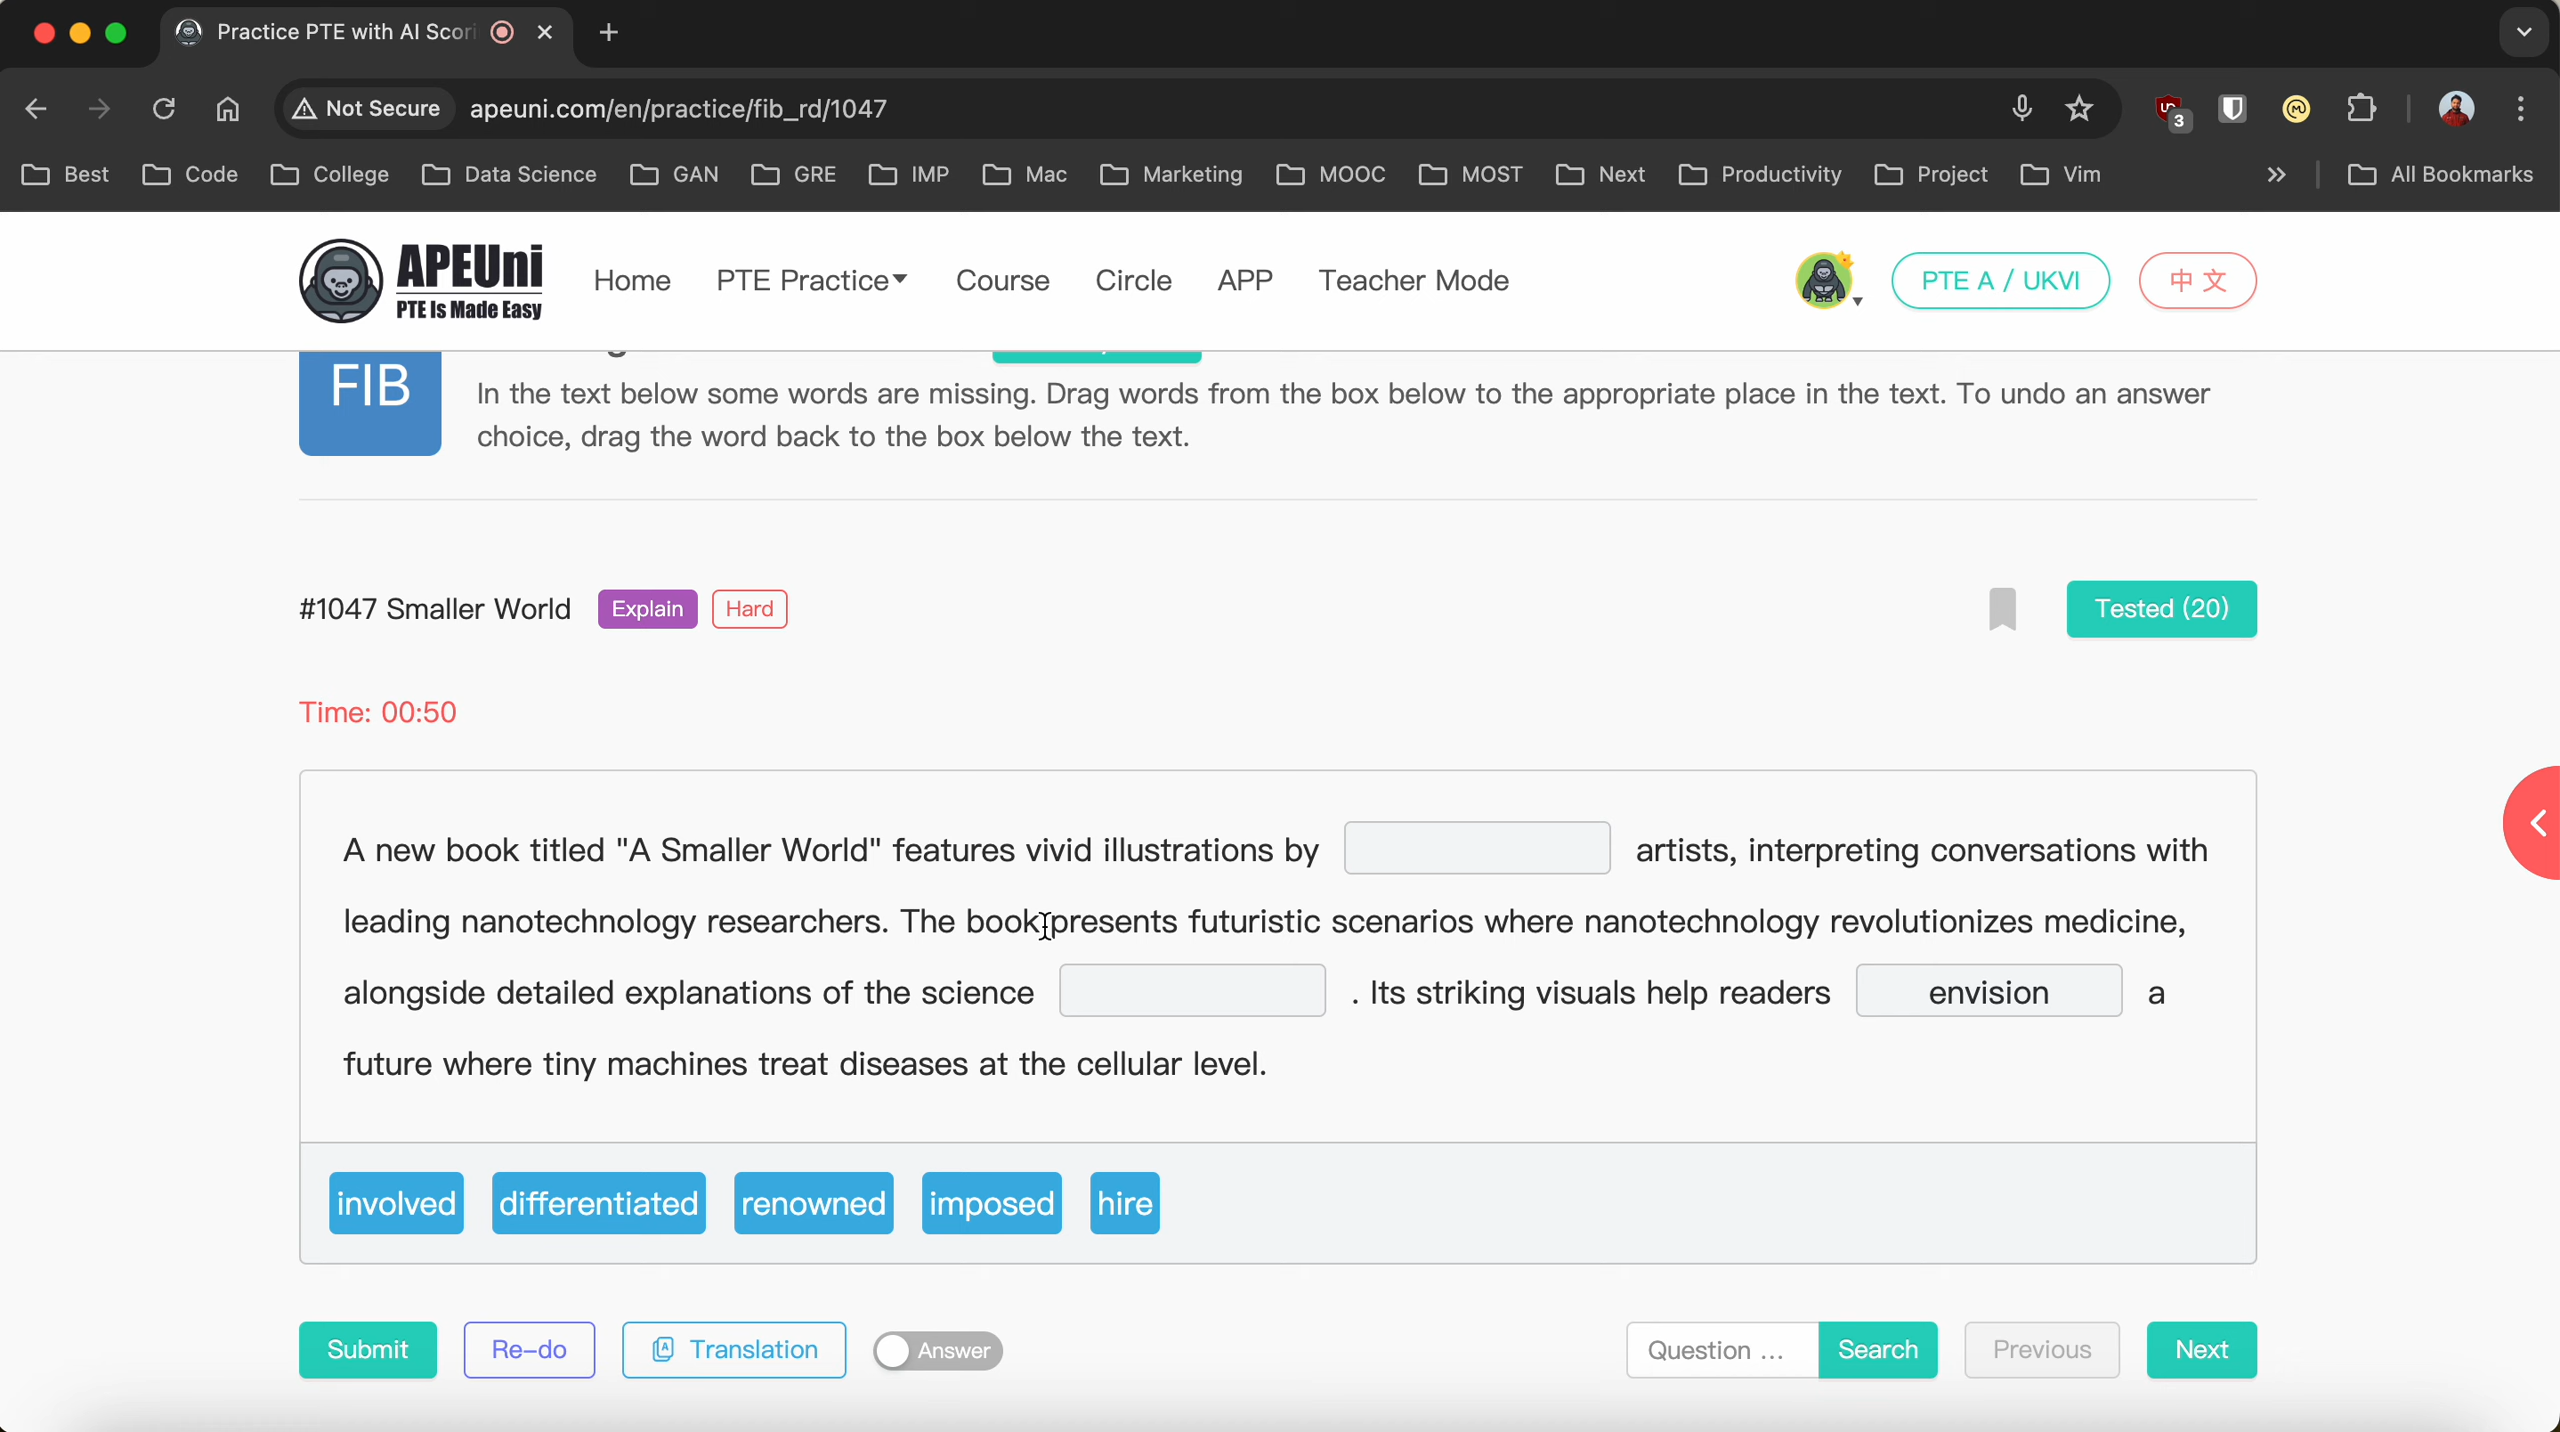 Practice PTE with AI Scori
Not Secure apeuni.com/en/practice/fib_rd/1047
3
Best Code College Data Science GAN GRE IMP Mac Marketing MOOC MOST Next Productivity Project Vim All Bookmarks
APEUni
PTE Is Made Easy
Home PTE Practice Course Circle APP Teacher Mode PTE A / UKVI 中文
FIB
In the text below some words are missing. Drag words from the box below to the appropriate place in the text. To undo an answer
choice, drag the word back to the box below the text.
#1047 Smaller World Explain Hard Tested (20)
Time: 00:50
A new book titled "A Smaller World" features vivid illustrations by artists, interpreting conversations with
leading nanotechnology researchers. The book presents futuristic scenarios where nanotechnology revolutionizes medicine,
alongside detailed explanations of the science . Its striking visuals help readers envision a
future where tiny machines treat diseases at the cellular level.
involved differentiated renowned imposed hire
Submit Re-do Translation Answer Question ... Search Previous Next